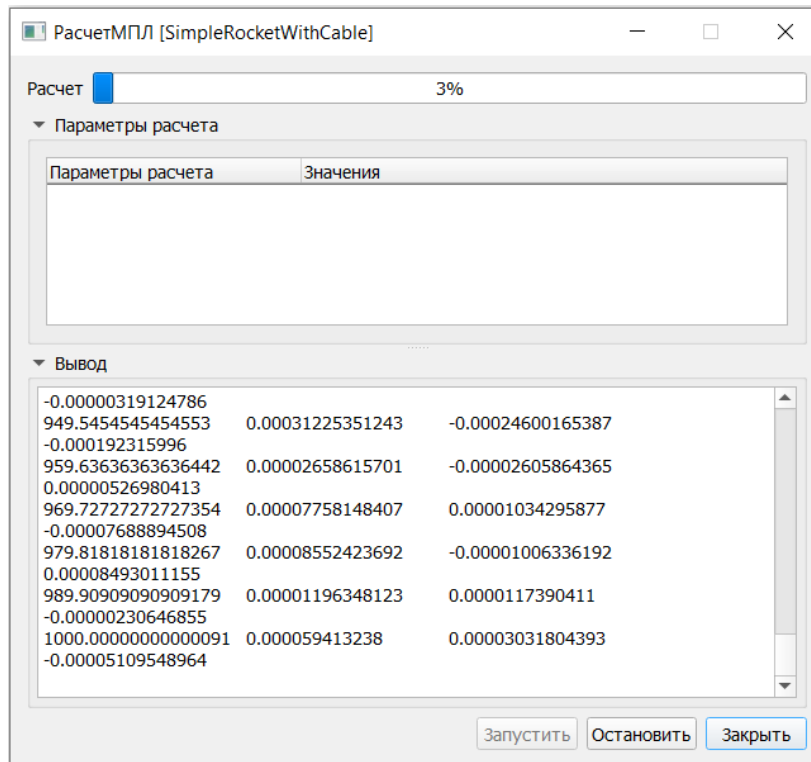 РасчетМПЛ [SimpleRocketWithCable]
Расчет 3%
Параметры расчета
Параметры расчета Значения
Вывод
-0.00000319124786
949.5454545454553 0.00031225351243 -0.00024600165387
-0.000192315996
959.63636363636442 0.00002658615701 -0.00002605864365
0.00000526980413
969.72727272727354 0.00007758148407 0.00001034295877
-0.00007688894508
979.81818181818267 0.00008552423692 -0.00001006336192
0.00008493011155
989.90909090909179 0.00001196348123 0.0000117390411
-0.00000230646855
1000.00000000000091 0.000059413238 0.00003031804393
-0.00005109548964
Запустить Остановить Закрыть